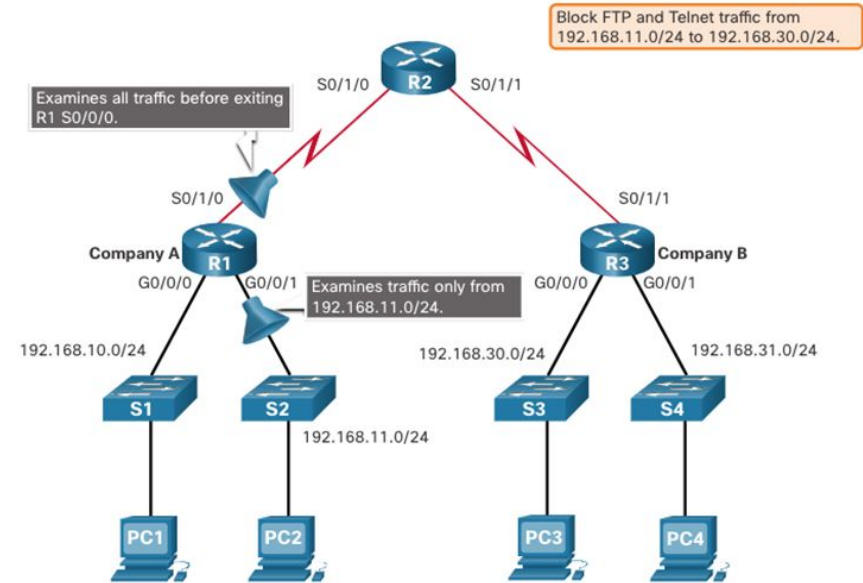 Block FTP and Telnet traffic from
192.168.11.0/24 to 192.168.30.0/24.
R2
S0/1/0
S0/1/1
Examines all traffic before exiting
R1 S0/0/0.
S0/1/0
S0/1/1
Company A
R1
R3
Company B
G0/0/0
G0/0/1
G0/0/0
G0/0/1
Examines traffic only from
192.168.11.0/24.
192.168.10.0/24
192.168.30.0/24
192.168.31.0/24
S1
S2
S3
S4
192.168.11.0/24
PC1
PC2
PC3
PC4